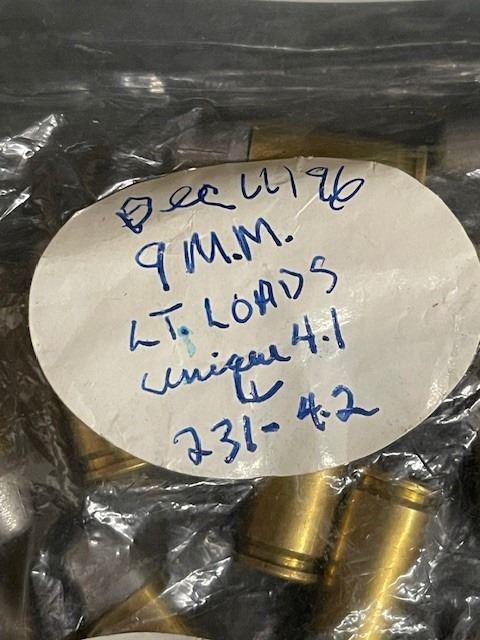 Dec 11 96
9 M.M.
LT. LOADS
unique 4.1
↓
231- 4.2